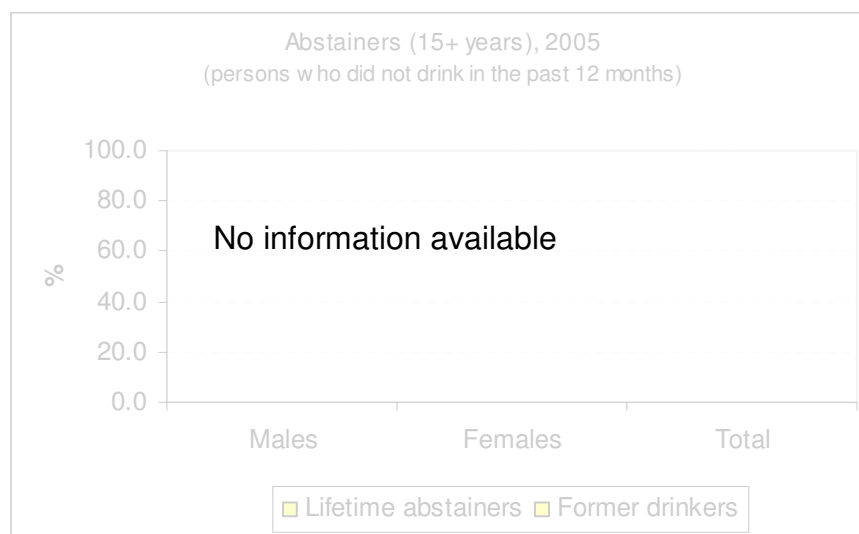 Abstainers (15+ years), 2005
(persons who did not drink in the past 12 months)
100.0
80.0
60.0
40.0
20.0
0.0
%
No information available
Males Females Total
Lifetime abstainers Former drinkers